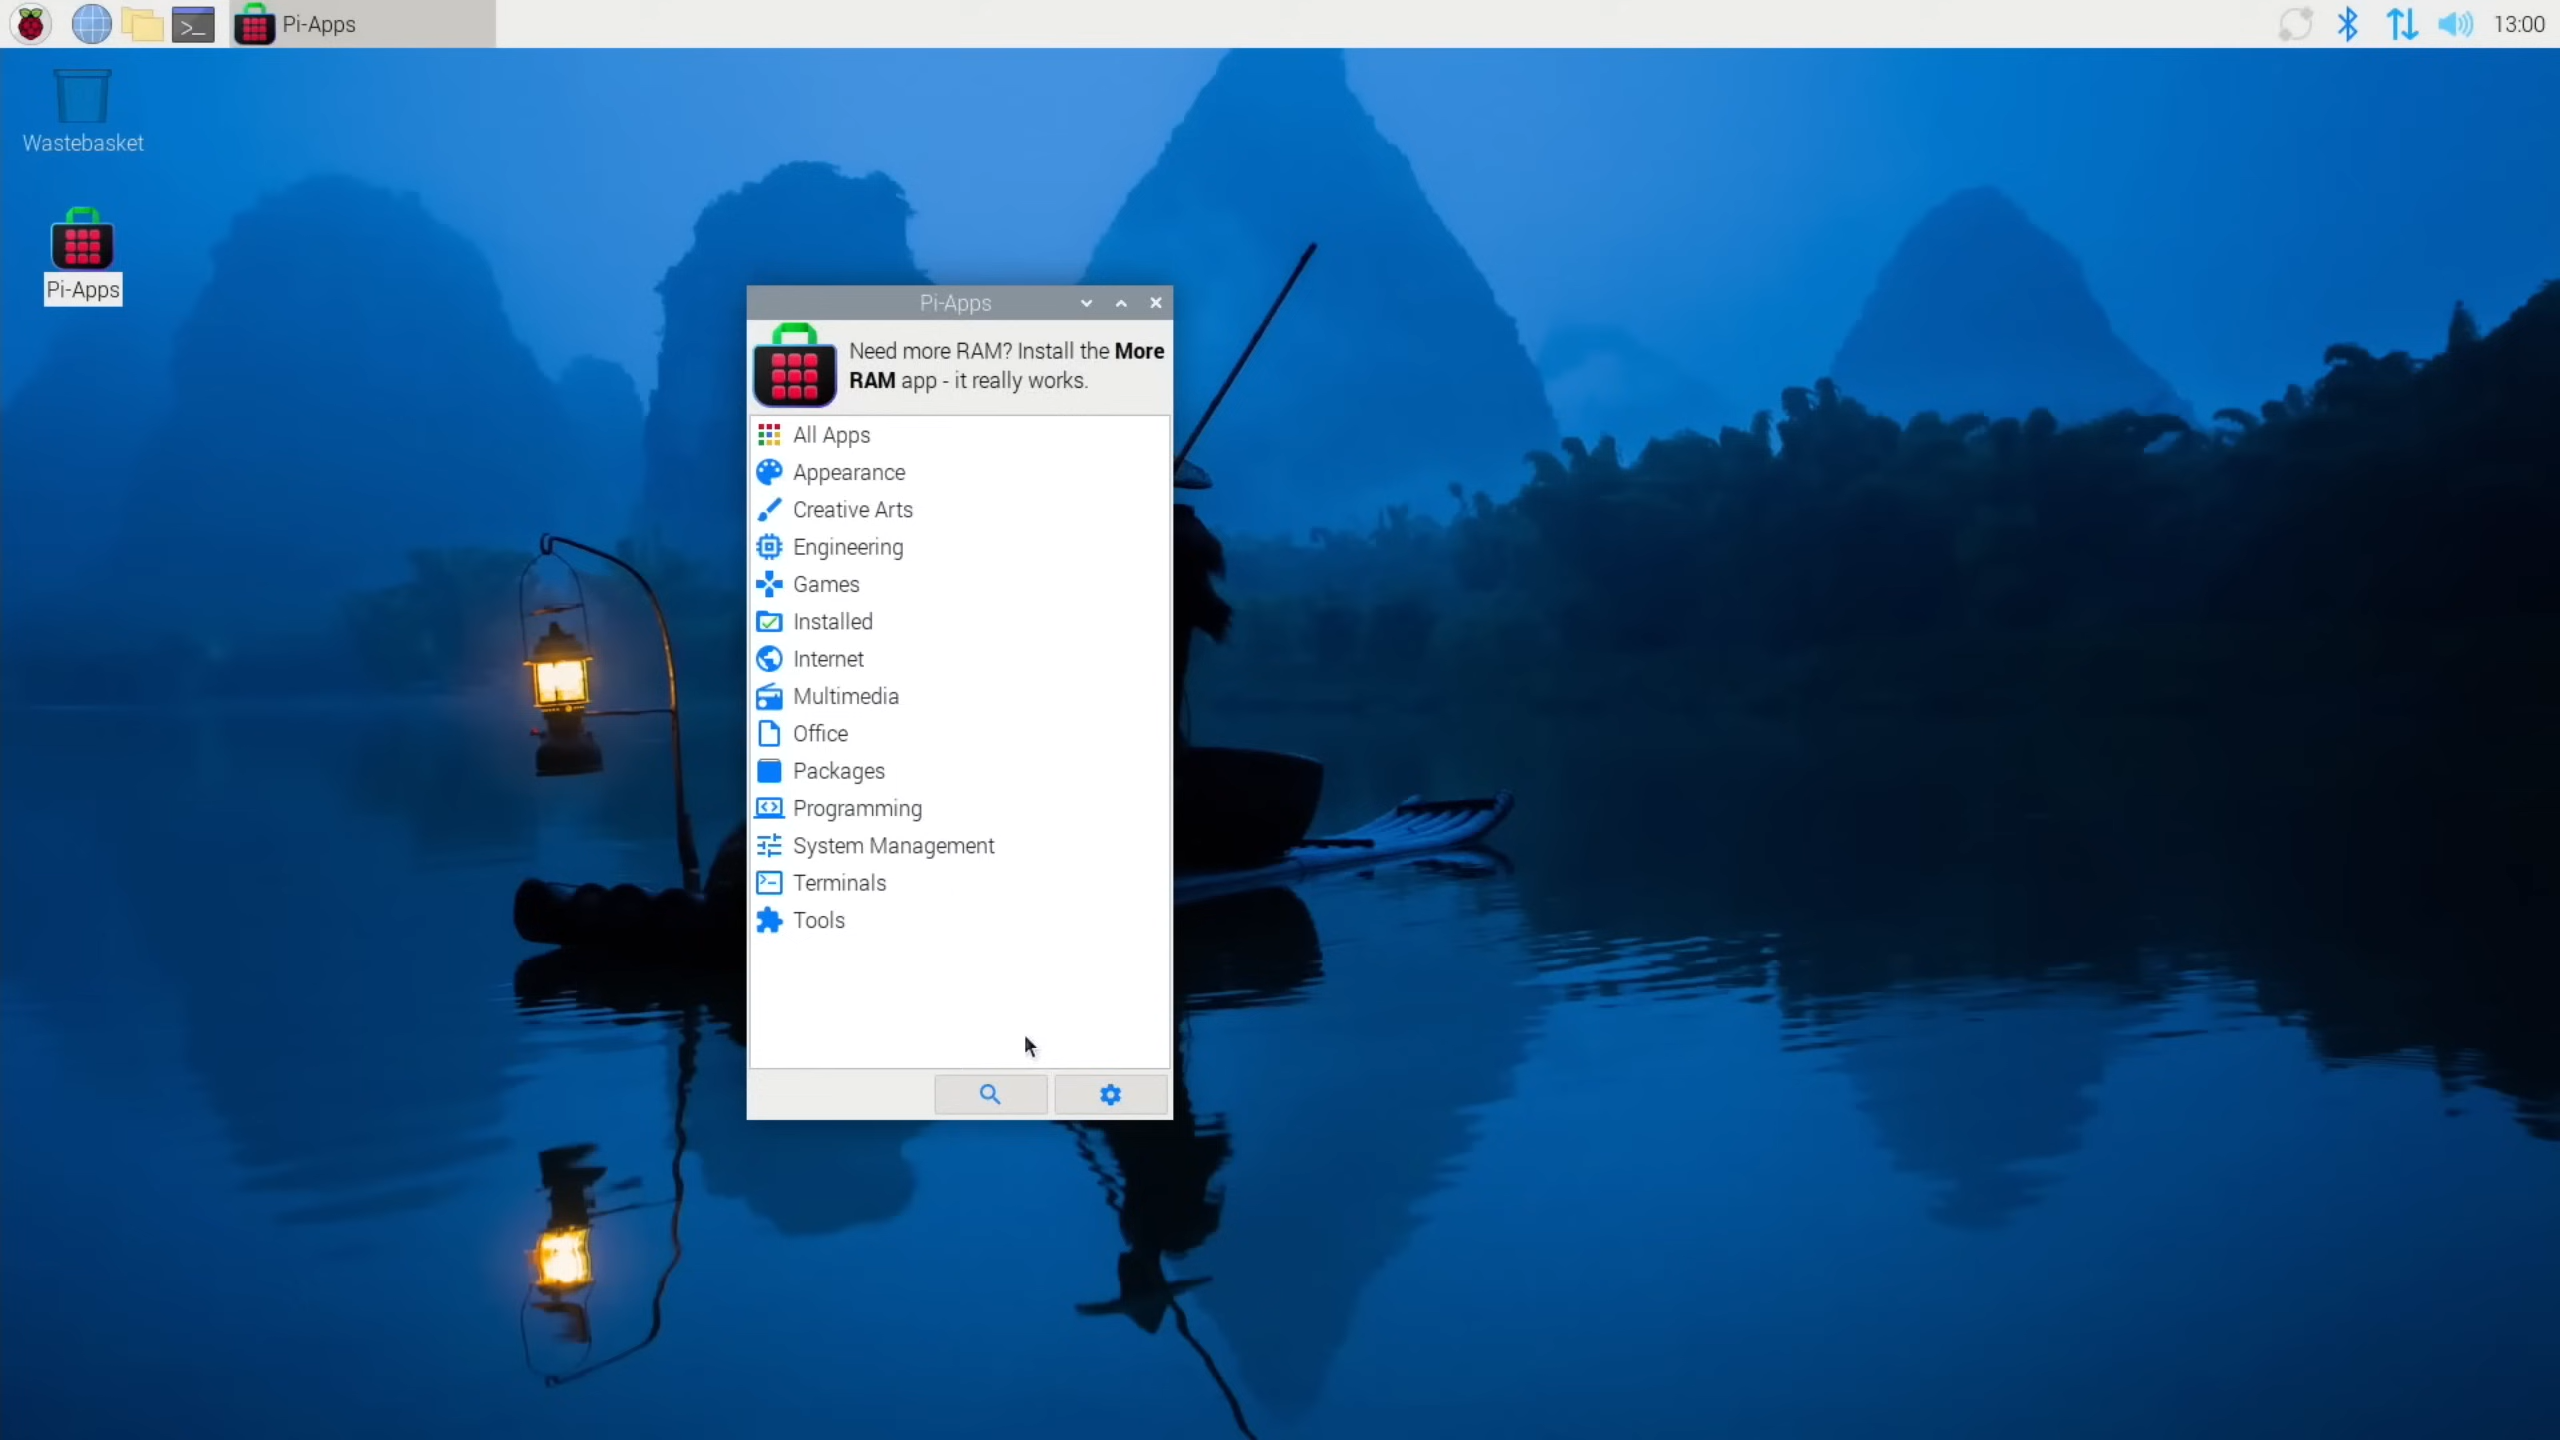 Pi-Apps
13:00
Wastebasket
Pi-Apps
Pi-Apps
Need more RAM? Install the More
RAM app - it really works.
All Apps
Appearance
Creative Arts
Engineering
Games
Installed
Internet
Multimedia
Office
Packages
Programming
System Management
Terminals
Tools